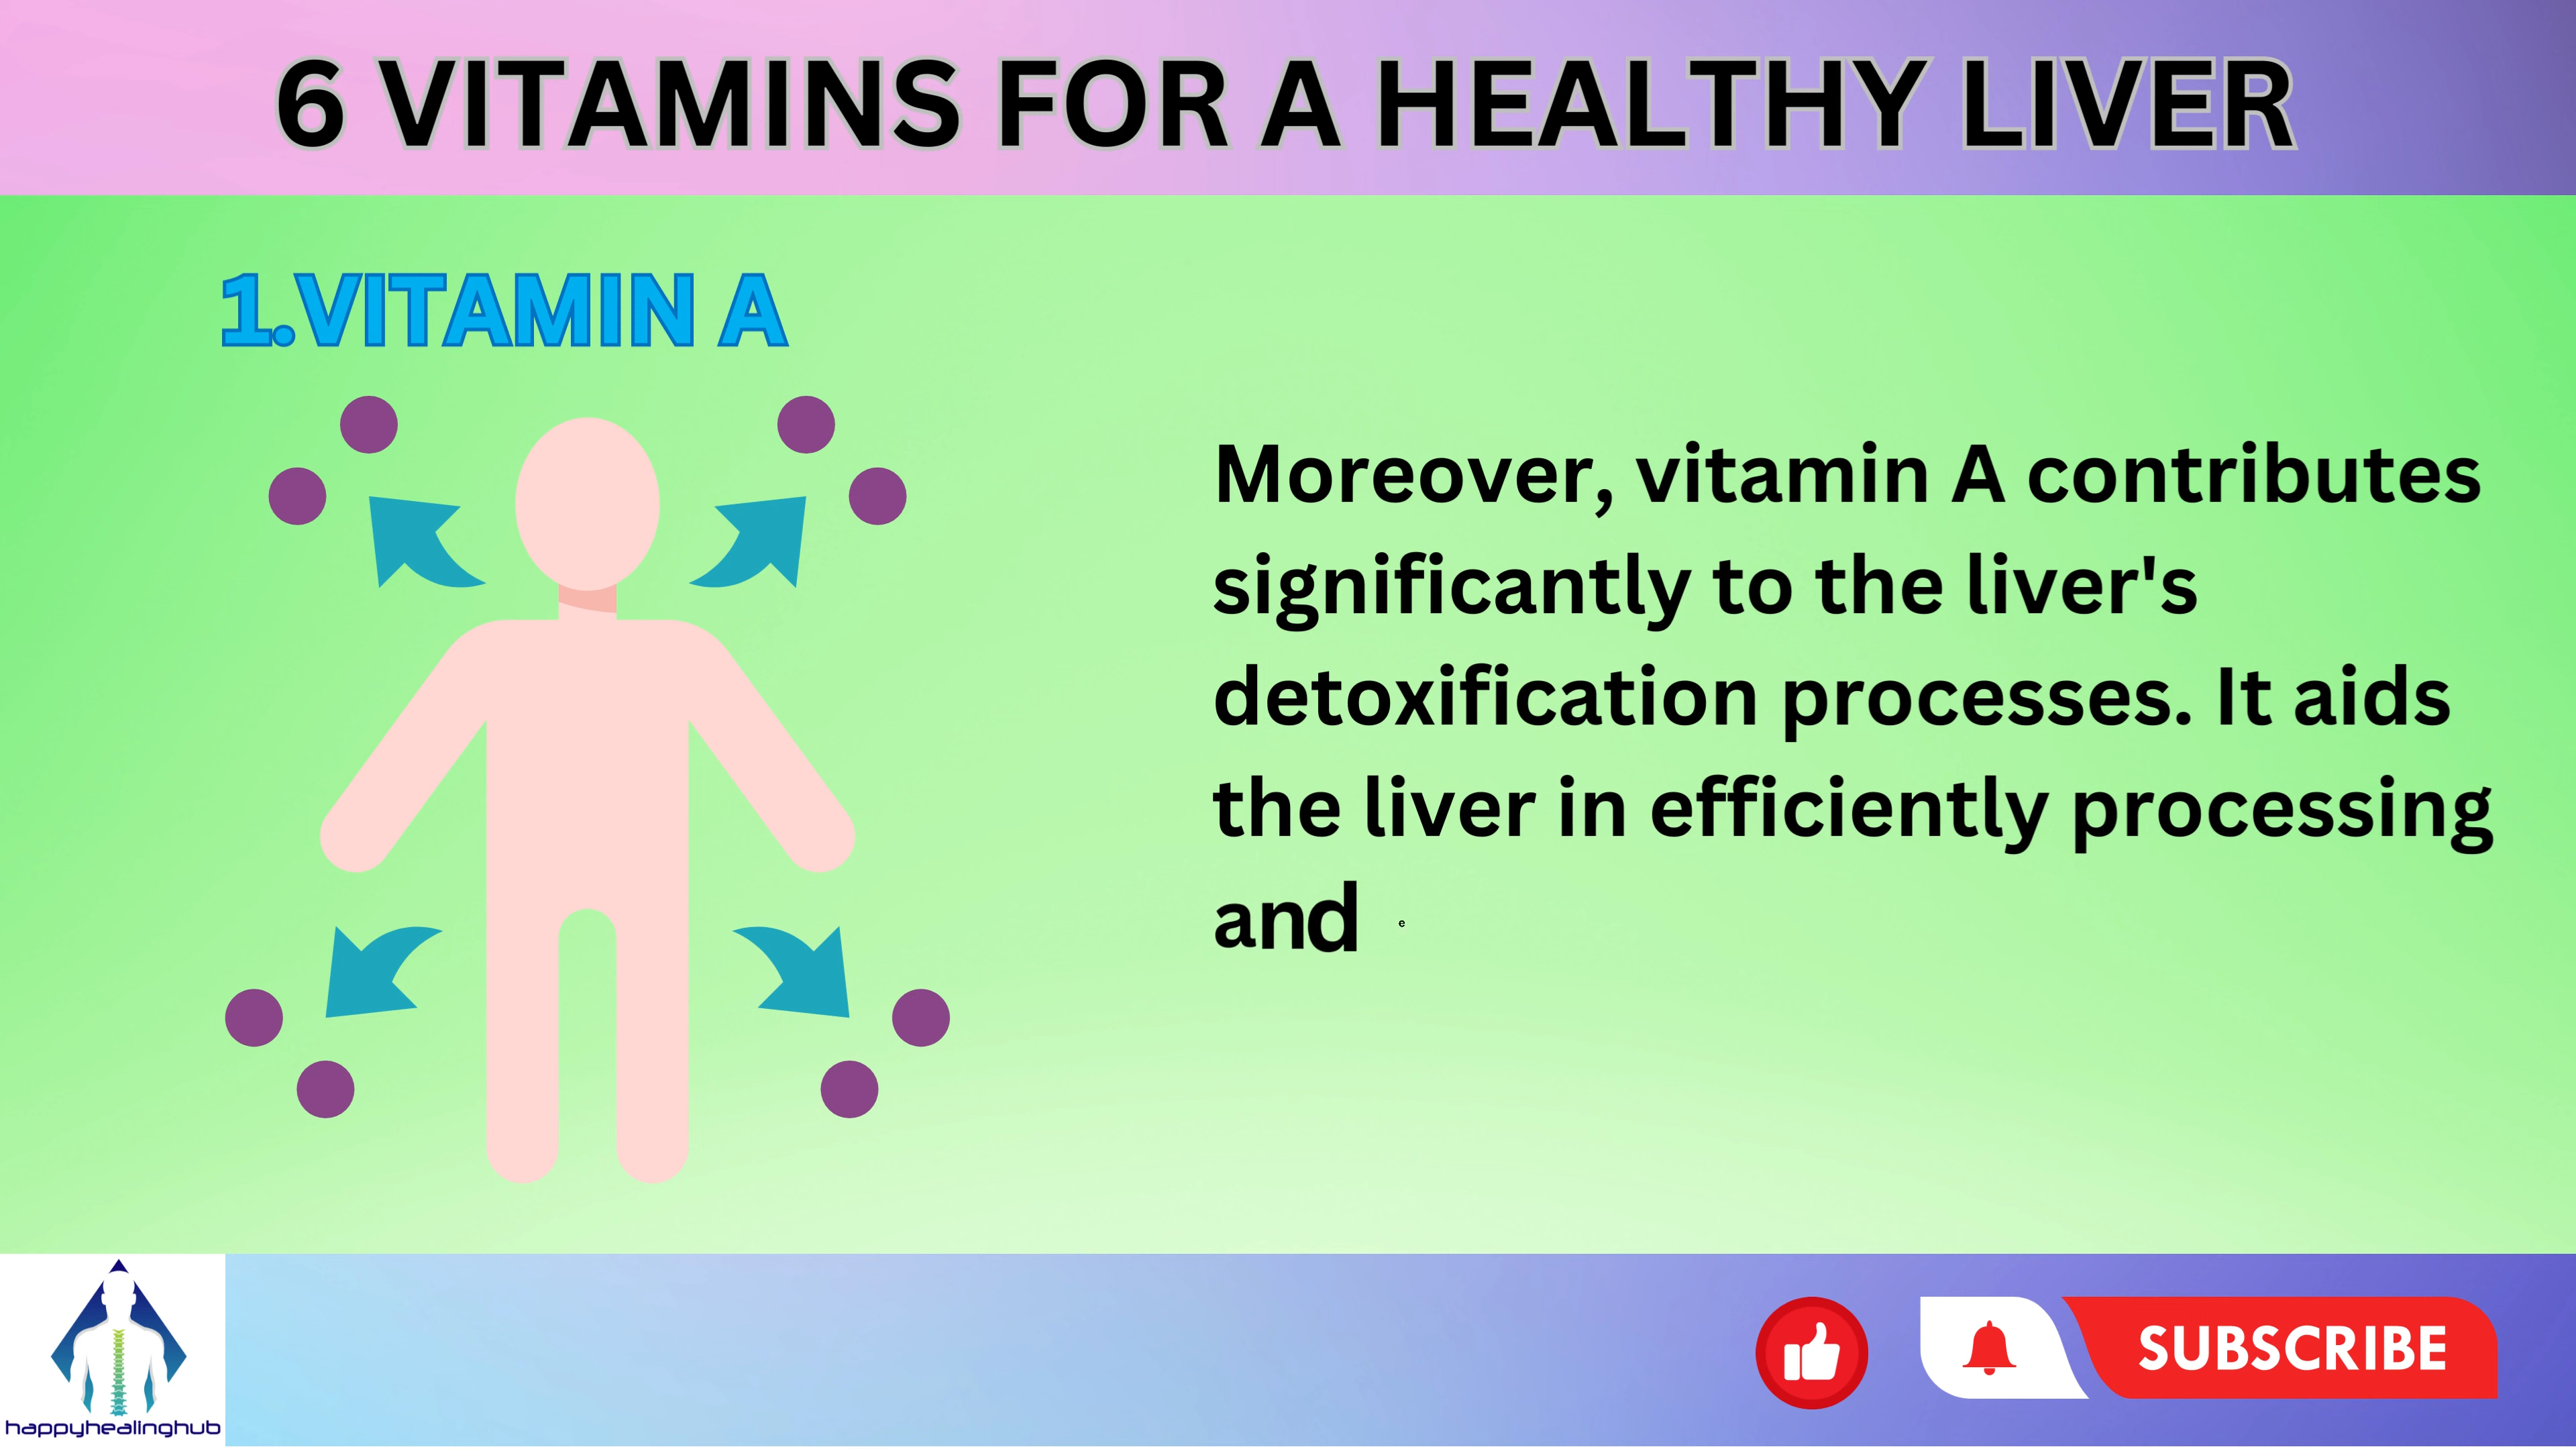 6 VITAMINS FOR A HEALTHY LIVER
1.VITAMIN A
Moreover, vitamin A contributes
significantly to the liver's
detoxification processes. It aids
the liver in efficiently processing
and e
happyhealinghub
SUBSCRIBE